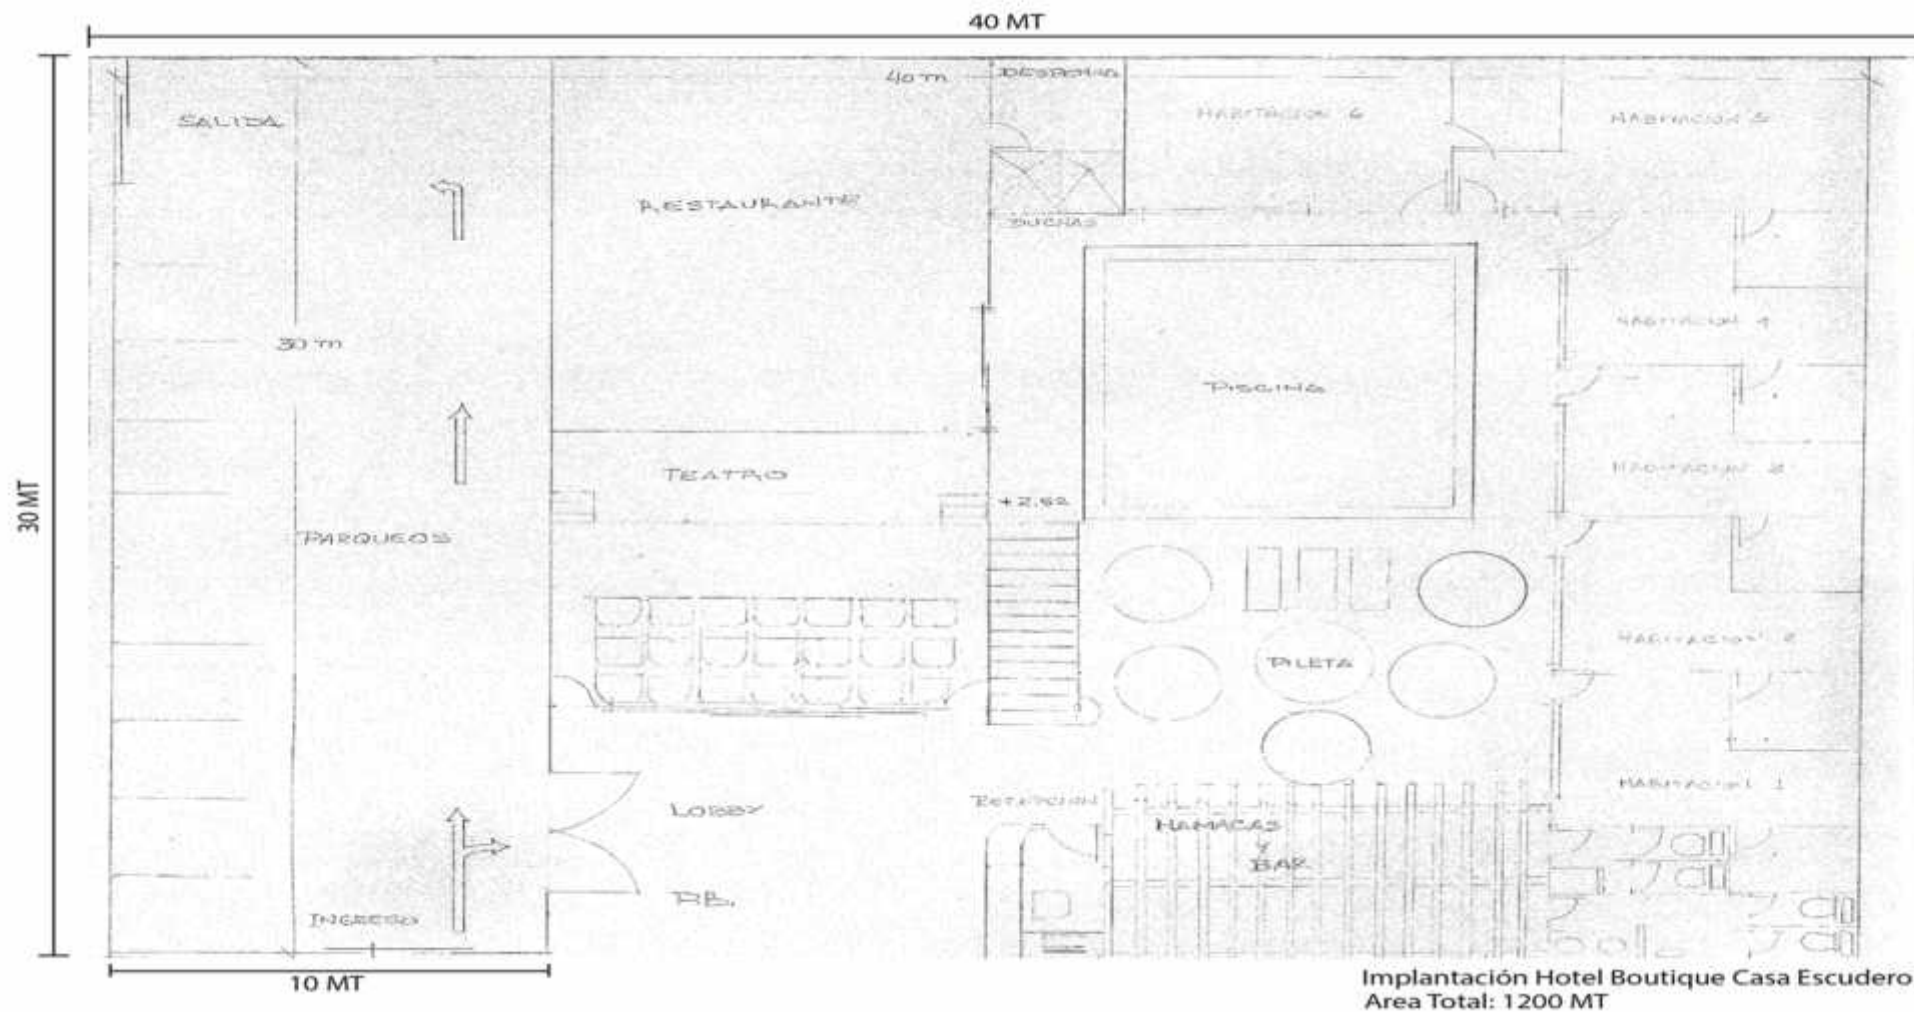 40 MT
40 m
SALIDA
HABITACION 6
HABITACION 5
RESTAURANTE
DUCHAS
HABITACION 4
30 m
PISCINA
TEATRO
HABITACION 3
+2.52
30 MT
PARQUEOS
HABITACION 2
PILETA
HABITACION 1
LOBBY
RECEPCION
HAMACAS
Y
BAR
P.B.
INGRESO
10 MT
Implantación Hotel Boutique Casa Escudero
Area Total: 1200 MT